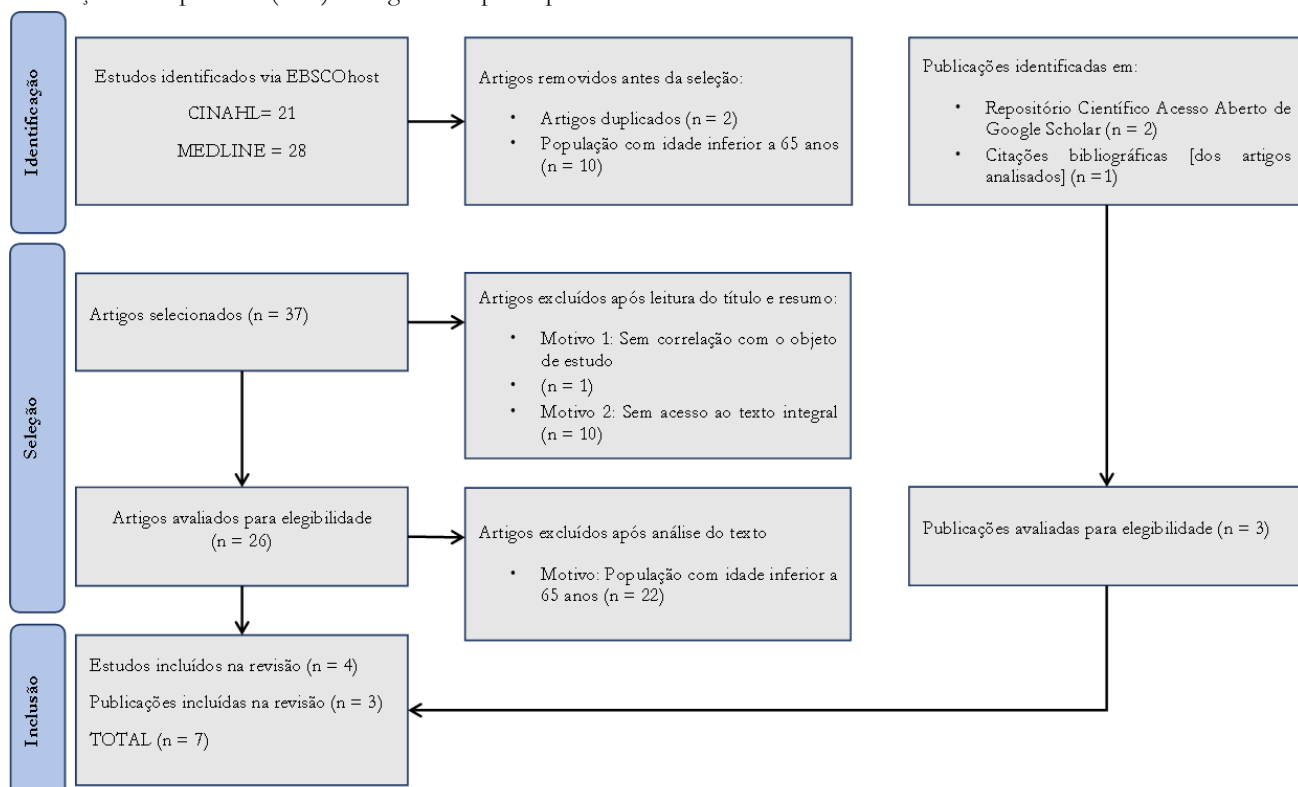 Identificação
Estudos identificados via EBSCOhost
CINAHL= 21
MEDLINE = 28
Artigos removidos antes da seleção:
• Artigos duplicados (n = 2)
• População com idade inferior a 65 anos
(n = 10)
Publicações identificadas em:
• Repositório Científico Acesso Aberto de
Google Scholar (n = 2)
• Citações bibliográficas [dos artigos
analisados] (n =1)
Seleção
Artigos selecionados (n = 37)
Artigos excluídos após leitura do título e resumo:
• Motivo 1: Sem correlação com o objeto
de estudo
• (n = 1)
• Motivo 2: Sem acesso ao texto integral
(n = 10)
Artigos avaliados para elegibilidade
(n = 26)
Artigos excluídos após análise do texto
• Motivo: População com idade inferior a
65 anos (n = 22)
Publicações avaliadas para elegibilidade (n = 3)
Inclusão
Estudos incluídos na revisão (n = 4)
Publicações incluídas na revisão (n = 3)
TOTAL (n = 7)